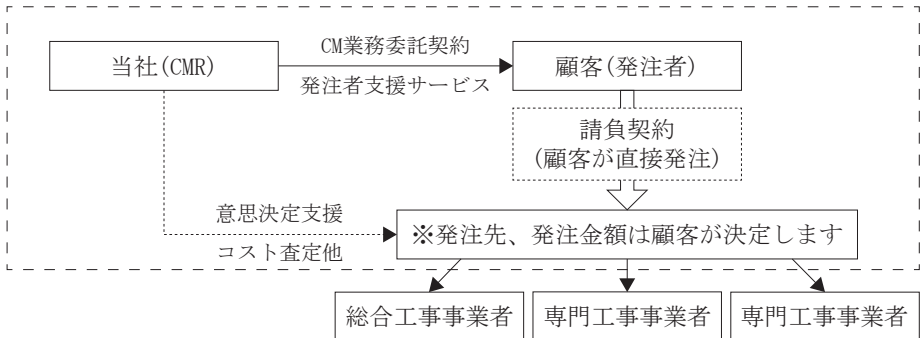 当社(CMR)
CM業務委託契約
発注者支援サービス
顧客(発注者)
請負契約
(顧客が直接発注)
意思決定支援
コスト査定他
※発注先、発注金額は顧客が決定します
総合工事事業者
専門工事事業者
専門工事事業者